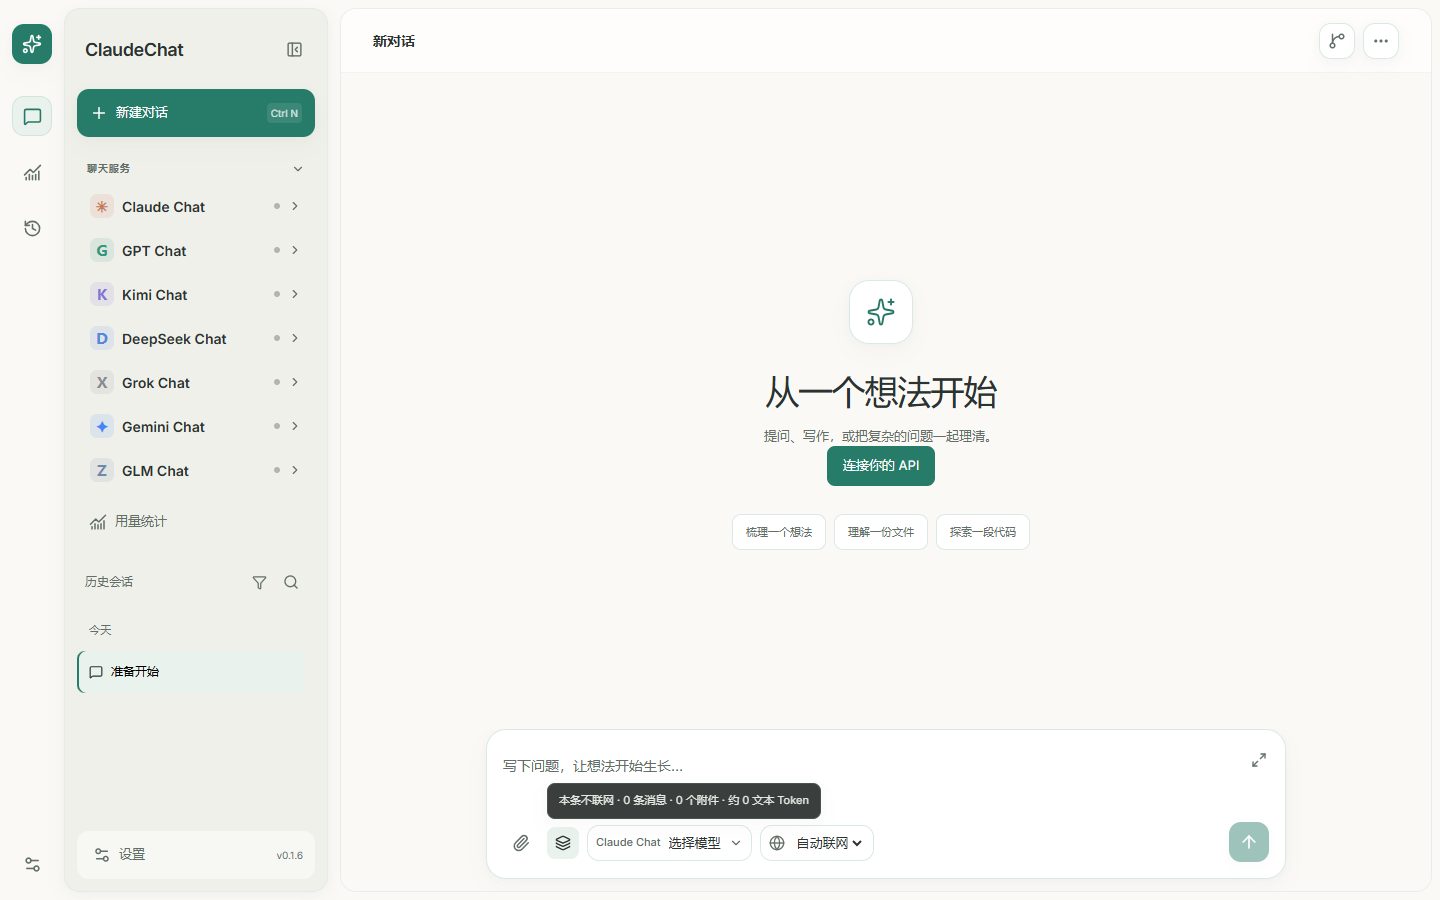 ClaudeChat
新建对话
Ctrl N
聊天服务
Claude Chat
G
GPT Chat
K
Kimi Chat
D
DeepSeek Chat
X
Grok Chat
Gemini Chat
Z
GLM Chat
用量统计
历史会话
今天
准备开始
设置
v0.1.6
新对话
从一个想法开始
提问、写作，或把复杂的问题一起理清。
连接你的 API
梳理一个想法
理解一份文件
探索一段代码
写下问题，让想法开始生长...
本条不联网 · 0 条消息 · 0 个附件 · 约 0 文本 Token
Claude Chat 选择模型
自动联网